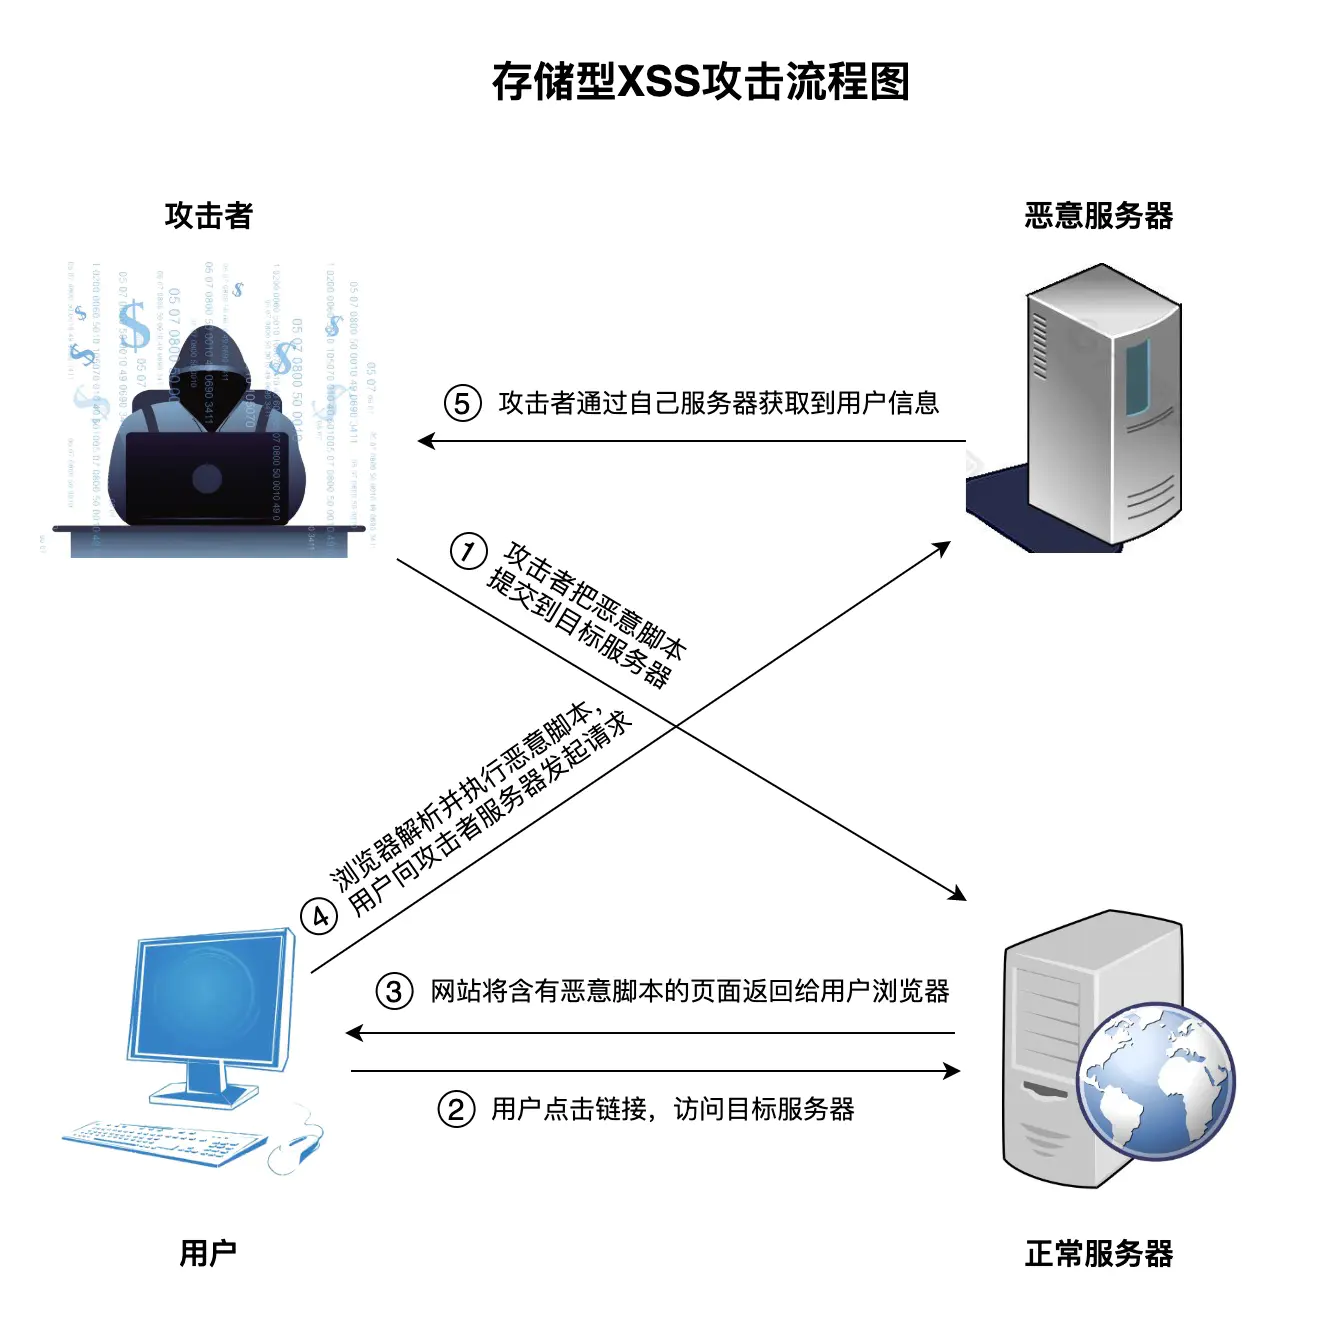 存储型XSS攻击流程图
攻击者
恶意服务器
⑤ 攻击者通过自己服务器获取到用户信息
① 攻击者把恶意脚本
提交到目标服务器
④ 浏览器解析并执行恶意脚本，
用户向攻击者服务器发起请求
③ 网站将含有恶意脚本的页面返回给用户浏览器
② 用户点击链接，访问目标服务器
用户
正常服务器